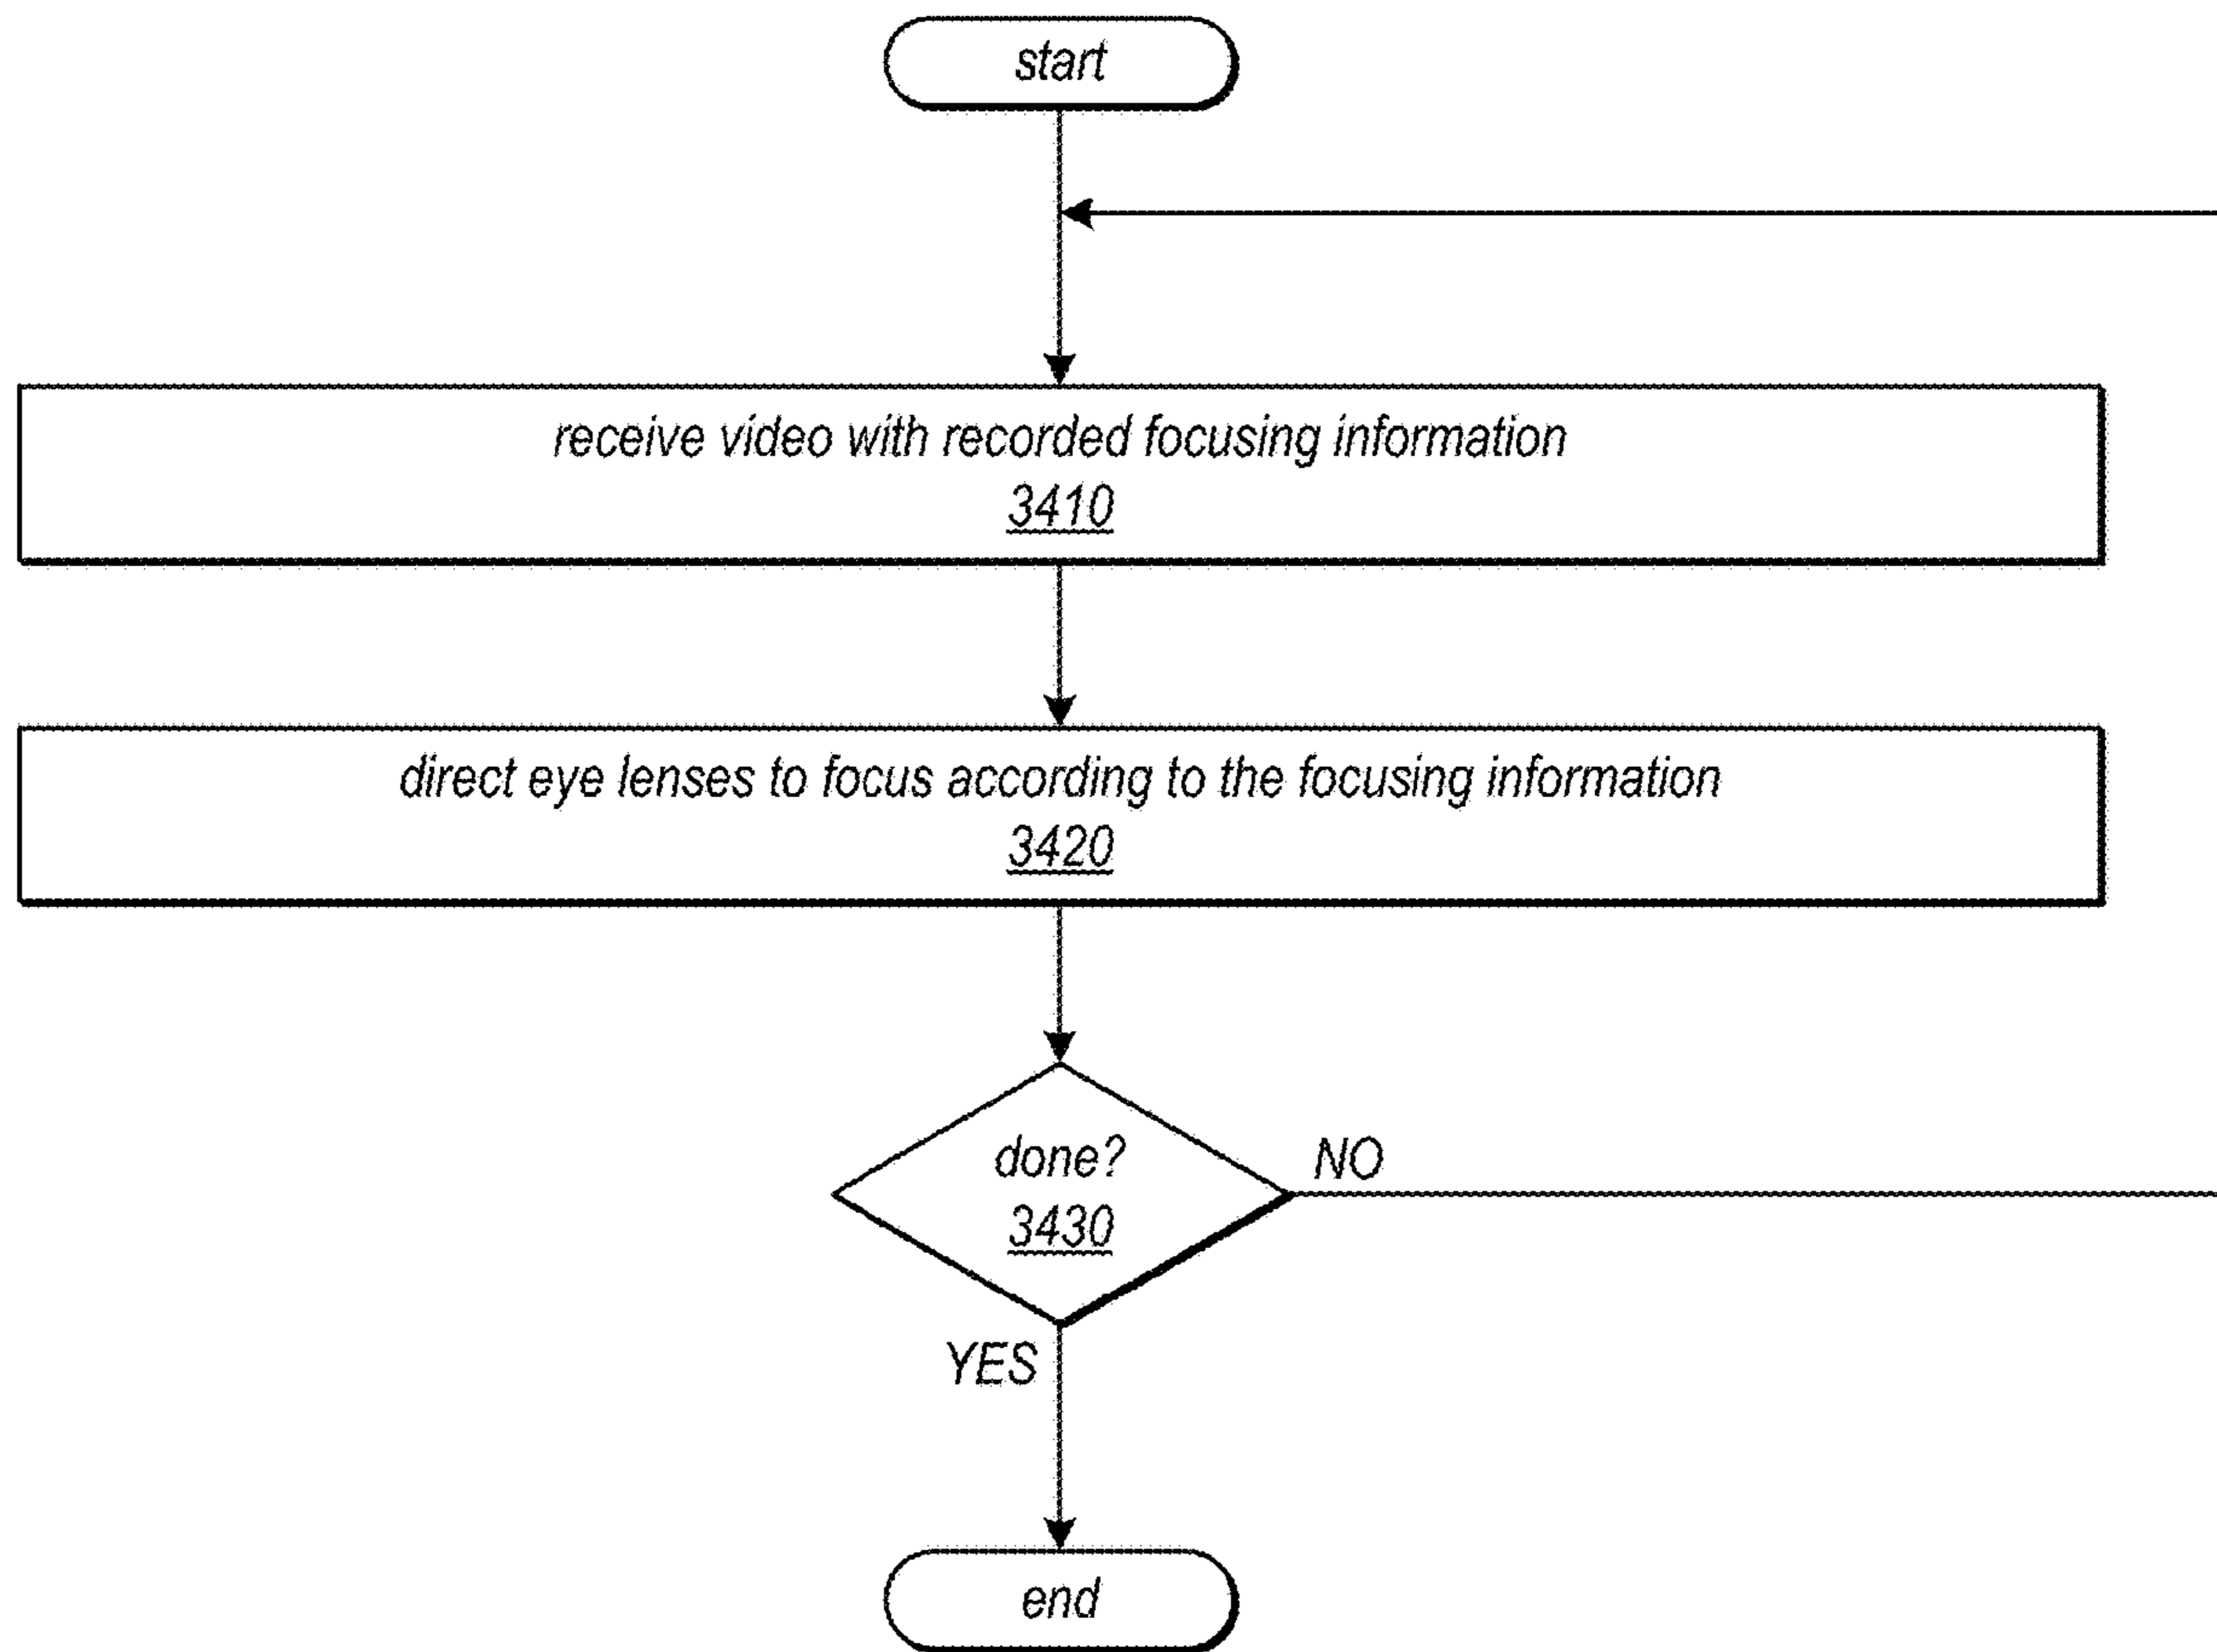 start
receive video with recorded focusing information
3410
direct eye lenses to focus according to the focusing information
3420
done?
3430
NO
YES
end